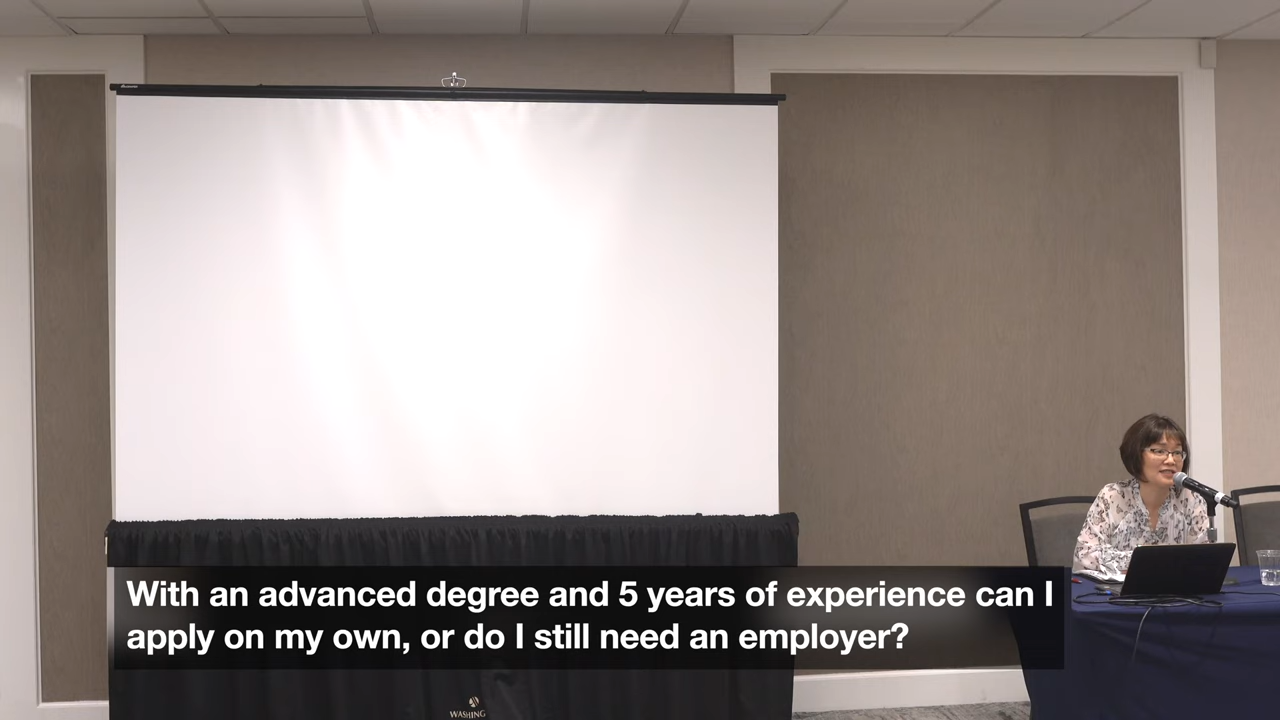 With an advanced degree and 5 years of experience can I
apply on my own, or do I still need an employer?
WASHING